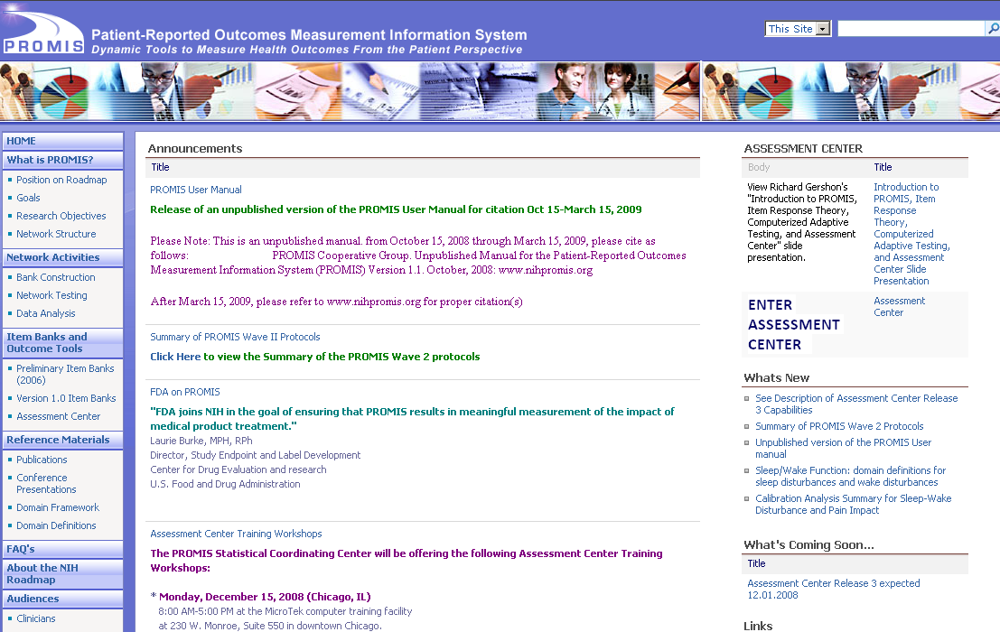 PROMIS
Patient-Reported Outcomes Measurement Information System
Dynamic Tools to Measure Health Outcomes From the Patient Perspective
This Site
HOME
What is PROMIS?
Position on Roadmap
Goals
Research Objectives
Network Structure
Network Activities
Bank Construction
Network Testing
Data Analysis
Item Banks and
Outcome Tools
Preliminary Item Banks
(2006)
Version 1.0 Item Banks
Assessment Center
Reference Materials
Publications
Conference
Presentations
Domain Framework
Domain Definitions
FAQ's
About the NIH
Roadmap
Audiences
Clinicians
Announcements
Title
PROMIS User Manual
Release of an unpublished version of the PROMIS User Manual for citation Oct 15-March 15, 2009
Please Note: This is an unpublished manual. from October 15, 2008 through March 15, 2009, please cite as
follows: PROMIS Cooperative Group. Unpublished Manual for the Patient-Reported Outcomes
Measurement Information System (PROMIS) Version 1.1. October, 2008: www.nihpromis.org
After March 15, 2009, please refer to www.nihpromis.org for proper citation(s)
Summary of PROMIS Wave II Protocols
Click Here to view the Summary of the PROMIS Wave 2 protocols
FDA on PROMIS
"FDA joins NIH in the goal of ensuring that PROMIS results in meaningful measurement of the impact of
medical product treatment."
Laurie Burke, MPH, RPh
Director, Study Endpoint and Label Development
Center for Drug Evaluation and research
U.S. Food and Drug Administration
Assessment Center Training Workshops
The PROMIS Statistical Coordinating Center will be offering the following Assessment Center Training
Workshops:
* Monday, December 15, 2008 (Chicago, IL)
8:00 AM-5:00 PM at the MicroTek computer training facility
at 230 W. Monroe, Suite 550 in downtown Chicago.
ASSESSMENT CENTER
Body Title
View Richard Gershon's
"Introduction to PROMIS,
Item Response Theory,
Computerized Adaptive
Testing, and Assessment
Center" slide
presentation.
Introduction to
PROMIS, Item
Response
Theory,
Computerized
Adaptive Testing,
and Assessment
Center Slide
Presentation
ENTER
ASSESSMENT
CENTER
Assessment
Center
Whats New
See Description of Assessment Center Release
3 Capabilities
Summary of PROMIS Wave 2 Protocols
Unpublished version of the PROMIS User
manual
Sleep/Wake Function: domain definitions for
sleep disturbances and wake disturbances
Calibration Analysis Summary for Sleep-Wake
Disturbance and Pain Impact
What's Coming Soon...
Title
Assessment Center Release 3 expected
12.01.2008
Links